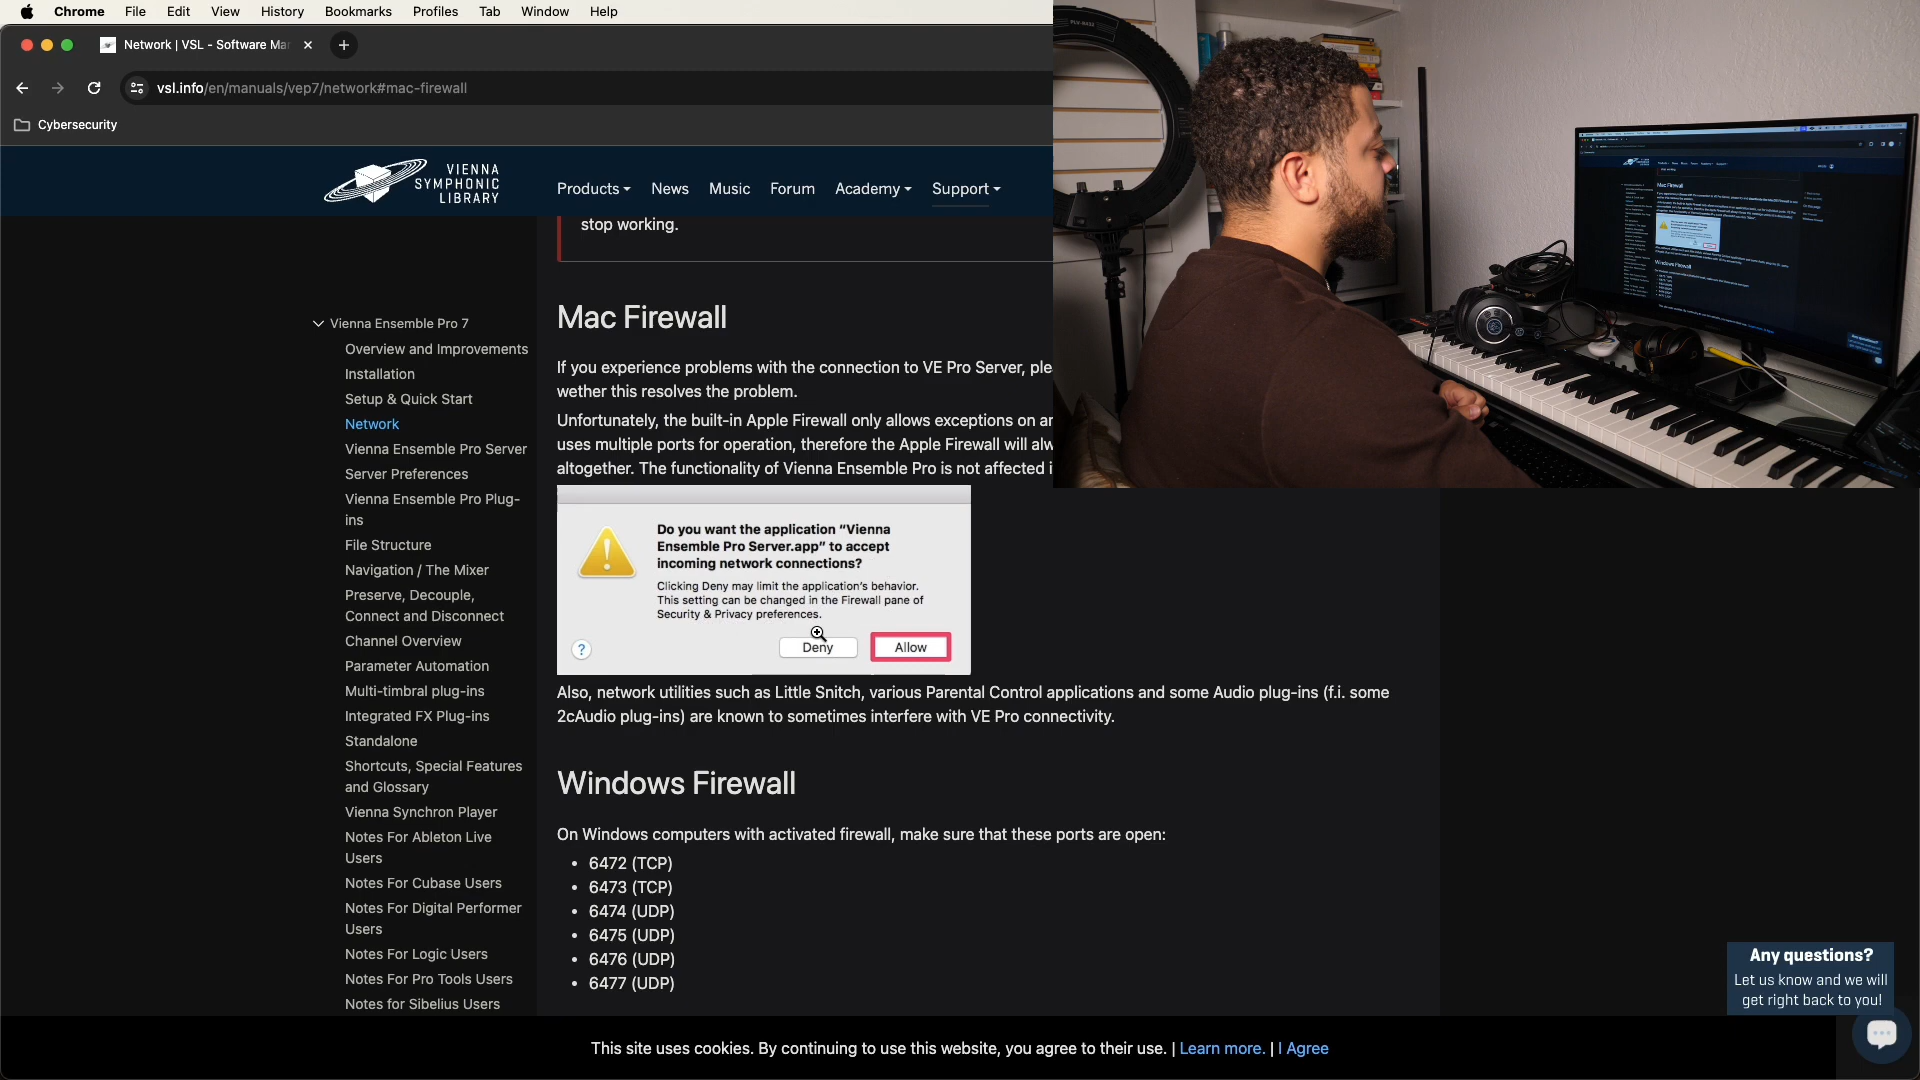 Chrome File Edit View History Bookmarks Profiles Tab Window Help
Network | VSL - Software Mar
vsl.info/en/manuals/vep7/network#mac-firewall
Cybersecurity
VIENNA
SYMPHONIC
LIBRARY
Products News Music Forum Academy Support
stop working.
Vienna Ensemble Pro 7
Overview and Improvements
Installation
Setup & Quick Start
Network
Vienna Ensemble Pro Server
Server Preferences
Vienna Ensemble Pro Plug-
ins
File Structure
Navigation / The Mixer
Preserve, Decouple,
Connect and Disconnect
Channel Overview
Parameter Automation
Multi-timbral plug-ins
Integrated FX Plug-ins
Standalone
Shortcuts, Special Features
and Glossary
Vienna Synchron Player
Notes For Ableton Live
Users
Notes For Cubase Users
Notes For Digital Performer
Users
Notes For Logic Users
Notes For Pro Tools Users
Notes for Sibelius Users
Mac Firewall
If you experience problems with the connection to VE Pro Server, ple
wether this resolves the problem.
Unfortunately, the built-in Apple Firewall only allows exceptions on an
uses multiple ports for operation, therefore the Apple Firewall will alw
altogether. The functionality of Vienna Ensemble Pro is not affected i
Do you want the application “Vienna
Ensemble Pro Server.app” to accept
incoming network connections?
Clicking Deny may limit the application's behavior.
This setting can be changed in the Firewall pane of
Security & Privacy preferences.
? Deny Allow
Also, network utilities such as Little Snitch, various Parental Control applications and some Audio plug-ins (f.i. some
2cAudio plug-ins) are known to sometimes interfere with VE Pro connectivity.
Windows Firewall
On Windows computers with activated firewall, make sure that these ports are open:
• 6472 (TCP)
• 6473 (TCP)
• 6474 (UDP)
• 6475 (UDP)
• 6476 (UDP)
• 6477 (UDP)
Mac Firewall
Windows Firewall
IMPACT
Any questions?
Let us know and we will
get right back to you!
This site uses cookies. By continuing to use this website, you agree to their use. | Learn more. | I Agree